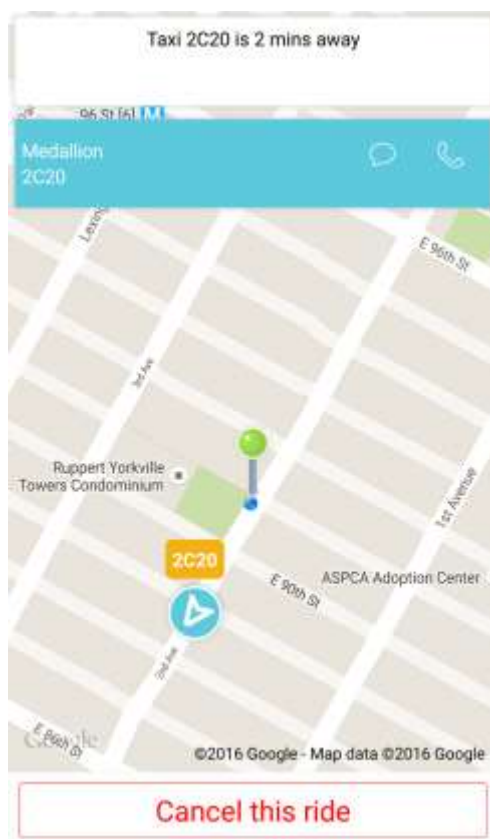 Taxi 2C20 is 2 mins away
96 St [6] M
Medallion
2C20
E 96th St
3rd Ave
Ruppert Yorkville
Towers Condominium
1st Avenue
2C20
ASPCA Adoption Center
E 90th St
2nd Ave
E 86th St
Google
©2016 Google - Map data ©2016 Google
Cancel this ride